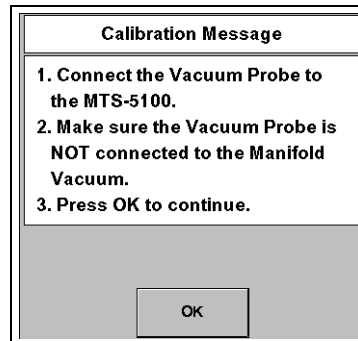 Calibration Message
1. Connect the Vacuum Probe to
the MTS-5100.
2. Make sure the Vacuum Probe is
NOT connected to the Manifold
Vacuum.
3. Press OK to continue.
OK